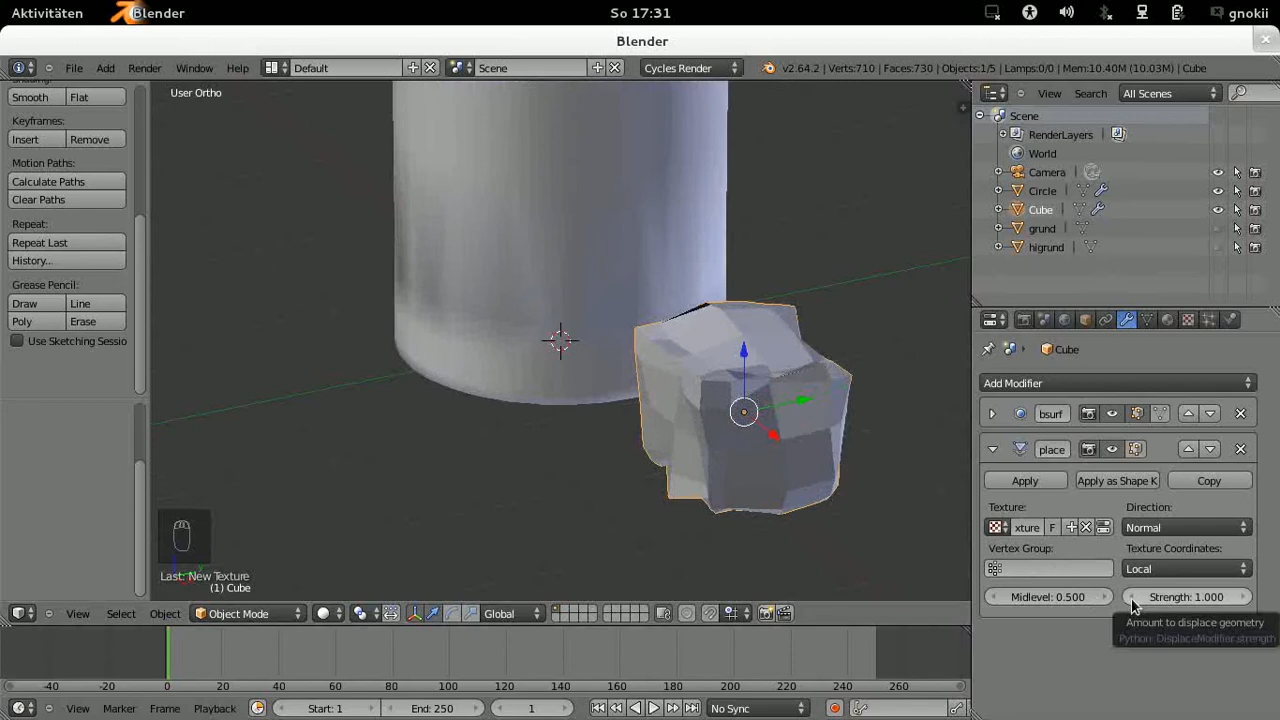 Aktivitäten Blender So 17:31 gnokii
Blender
File Add Render Window Help Default Scene Cycles Render v2.64.2 | Verts:710 | Faces:730 | Objects:1/5 | Lamps:0/0 | Mem:10.40M (10.03M) | Cube
Smooth Flat
Keyframes:
Insert Remove
Motion Paths:
Calculate Paths
Clear Paths
Repeat:
Repeat Last
History...
Grease Pencil:
Draw Line
Poly Erase
Use Sketching Sessio
User Ortho
Last: New Texture
(1) Cube
View Select Object Object Mode Global
View Search All Scenes
Scene
RenderLayers
World
Camera
Circle
Cube
grund
higrund
Cube
Add Modifier
bsurf
place
Apply Apply as Shape K Copy
Texture: Direction:
xture F Normal
Vertex Group: Texture Coordinates:
Local
Midlevel: 0.500 Strength: 1.000
Amount to displace geometry
Python: DisplaceModifier.strength
-40 -20 0 20 40 60 80 100 120 140 160 180 200 220 240 260
View Marker Frame Playback Start: 1 End: 250 1 No Sync